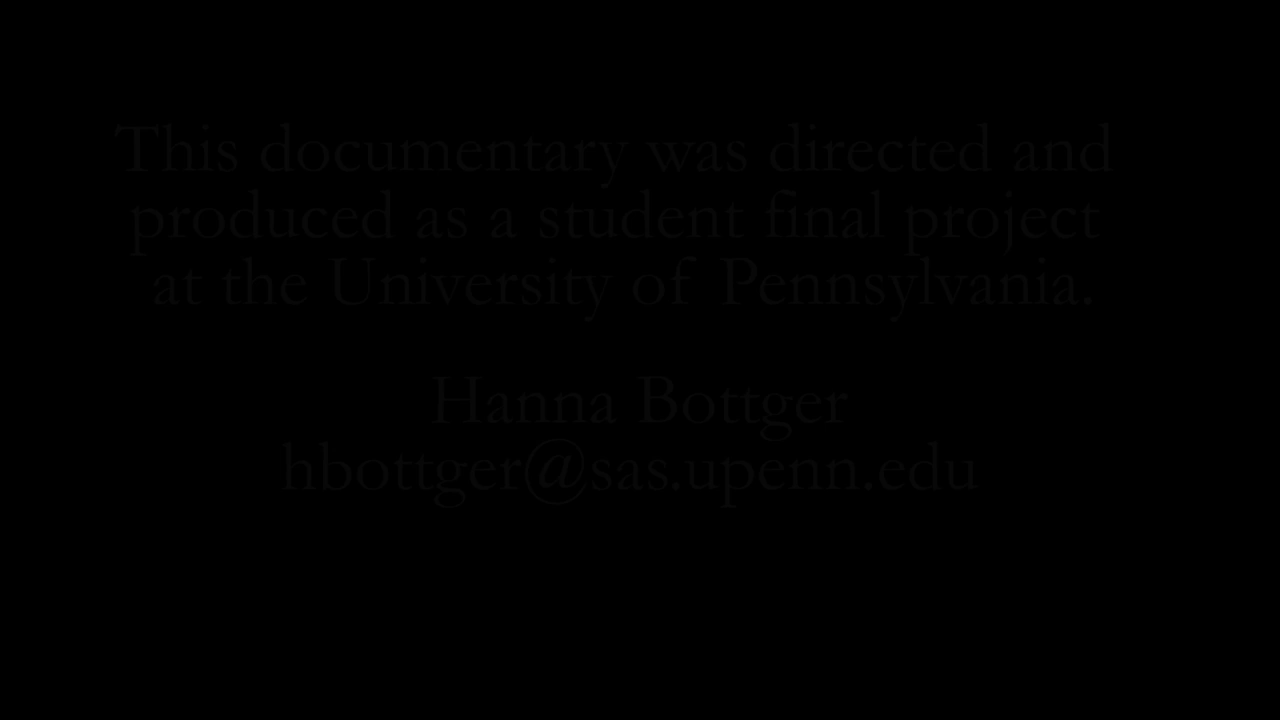 This documentary was directed and
produced as a student final project
at the University of Pennsylvania.
Hanna Bottger
hbottger@sas.upenn.edu